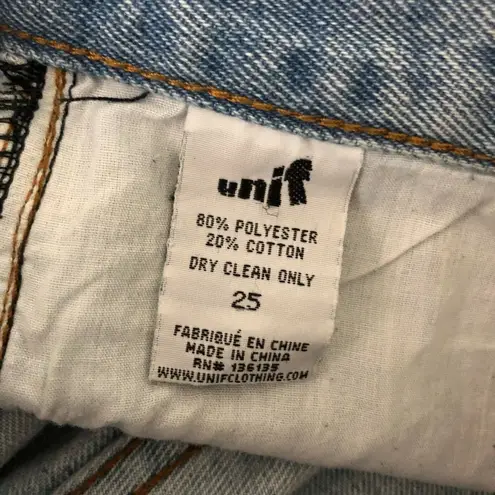 unif
80% POLYESTER
20% COTTON
DRY CLEAN ONLY
25
FABRIQUÉ EN CHINE
MADE IN CHINA
RN# 136135
WWW.UNIFCLOTHING.COM